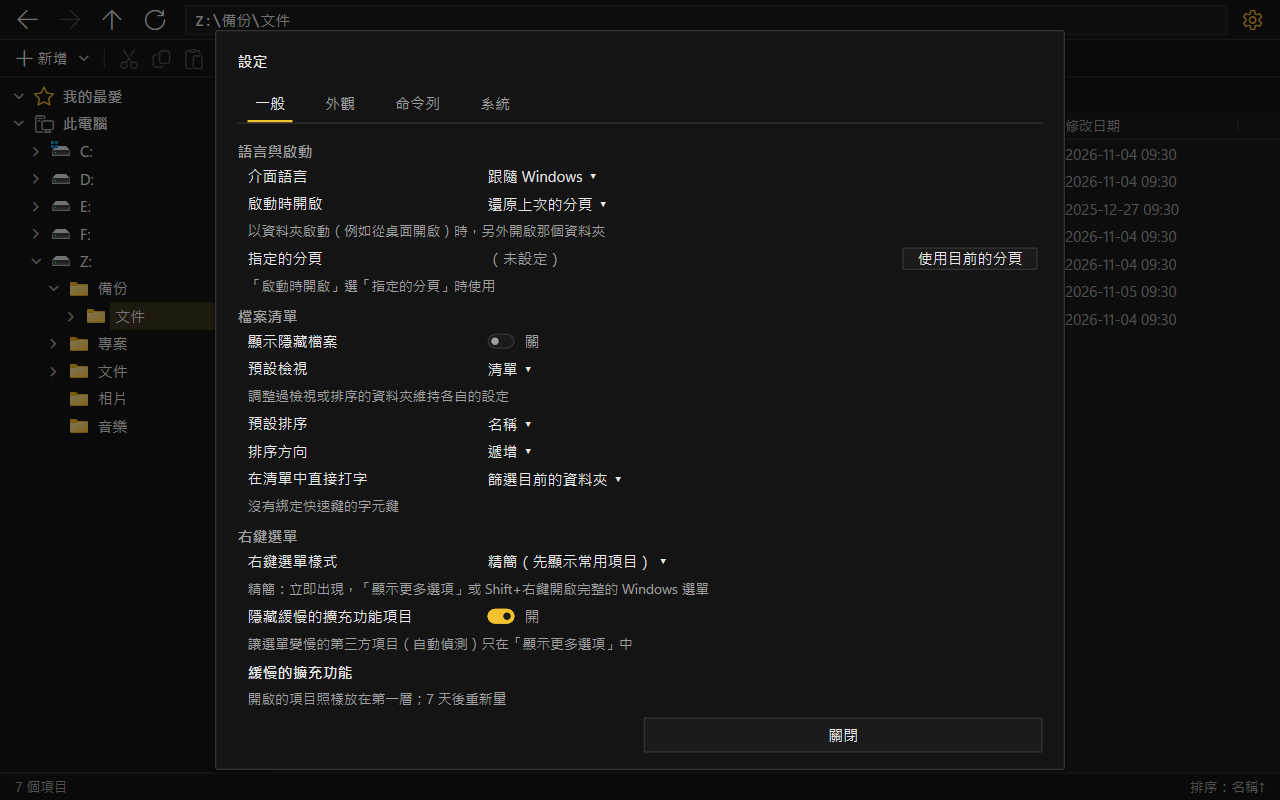 Z:\備份\文件
新增
我的最愛
此電腦
C:
D:
E:
F:
Z:
備份
文件
專案
文件
相片
音樂
設定
一般 外觀 命令列 系統
語言與啟動
介面語言 跟隨 Windows
啟動時開啟 還原上次的分頁
以資料夾啟動（例如從桌面開啟）時，另外開啟那個資料夾
指定的分頁 （未設定） 使用目前的分頁
「啟動時開啟」選「指定的分頁」時使用
檔案清單
顯示隱藏檔案 關
預設檢視 清單
調整過檢視或排序的資料夾維持各自的設定
預設排序 名稱
排序方向 遞增
在清單中直接打字 篩選目前的資料夾
沒有綁定快速鍵的字元鍵
右鍵選單
右鍵選單樣式 精簡（先顯示常用項目）
精簡：立即出現，「顯示更多選項」或 Shift+右鍵開啟完整的 Windows 選單
隱藏緩慢的擴充功能項目 開
讓選單變慢的第三方項目（自動偵測）只在「顯示更多選項」中
緩慢的擴充功能
開啟的項目照樣放在第一層；7 天後重新量
關閉
修改日期
2026-11-04 09:30
2026-11-04 09:30
2025-12-27 09:30
2026-11-04 09:30
2026-11-04 09:30
2026-11-05 09:30
2026-11-04 09:30
7 個項目
排序：名稱↑